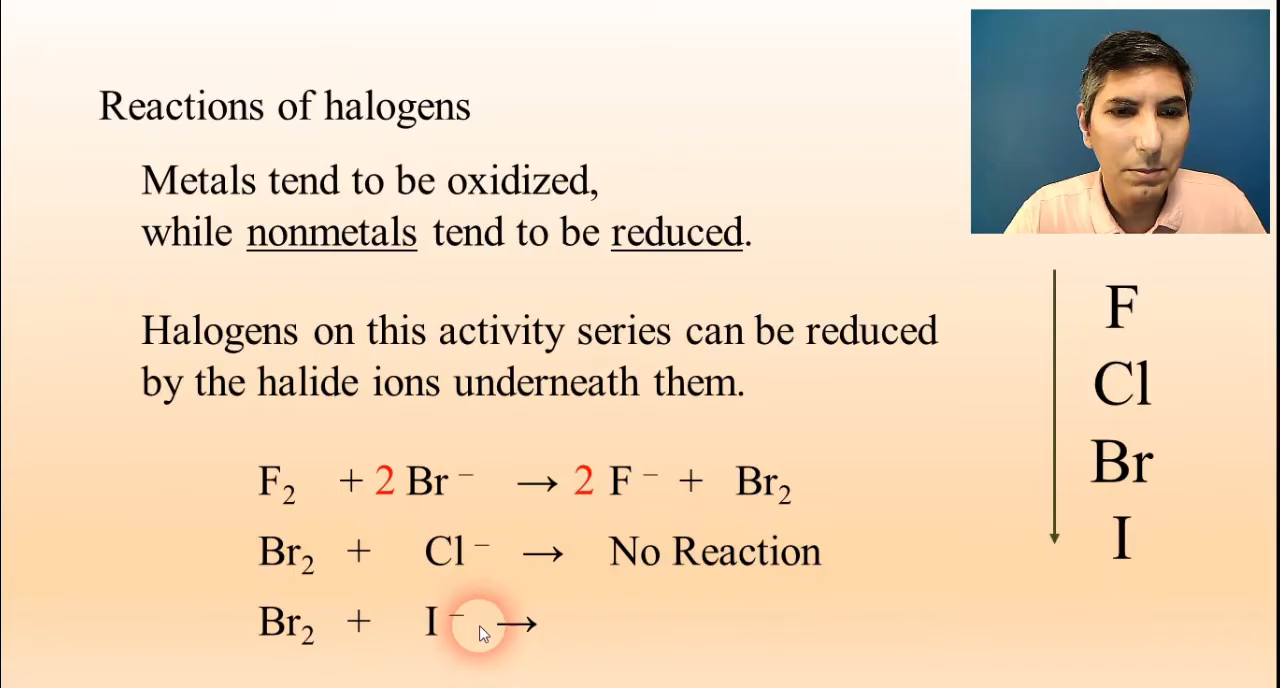 Reactions of halogens
Metals tend to be oxidized,
while nonmetals tend to be reduced.
Halogens on this activity series can be reduced
by the halide ions underneath them.
F₂ + 2 Br⁻ → 2 F⁻ + Br₂
Br₂ + Cl⁻ → No Reaction
Br₂ + I⁻ →
F
Cl
Br
I